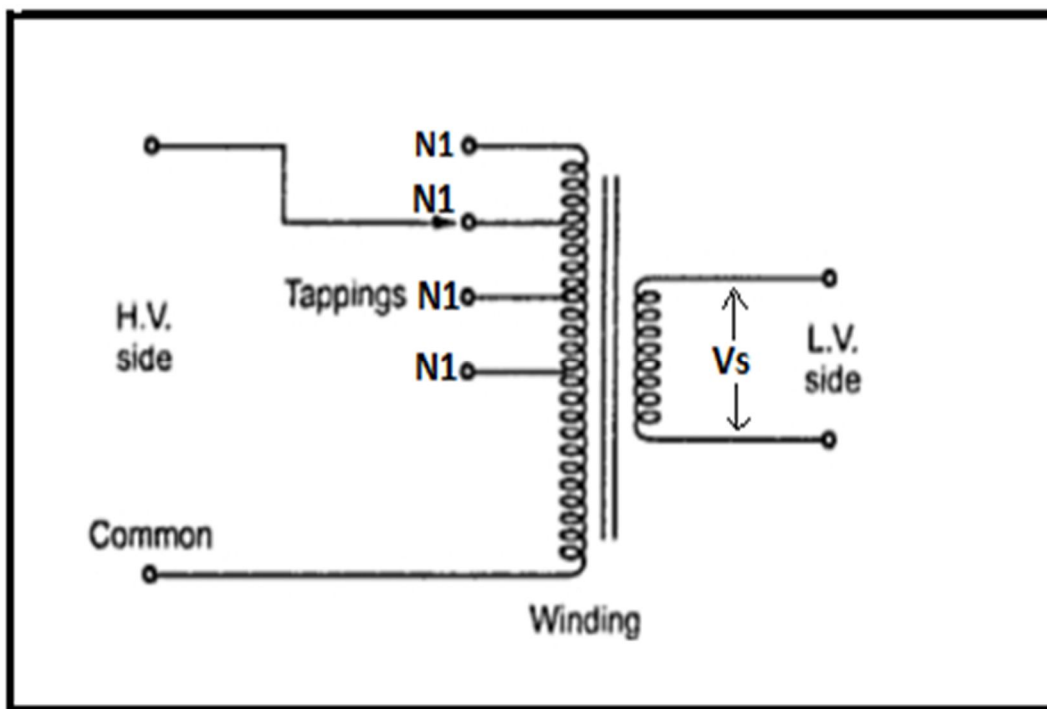 N1
N1
Tappings N1
H.V.
side
N1
Vs
L.V.
side
Common
Winding